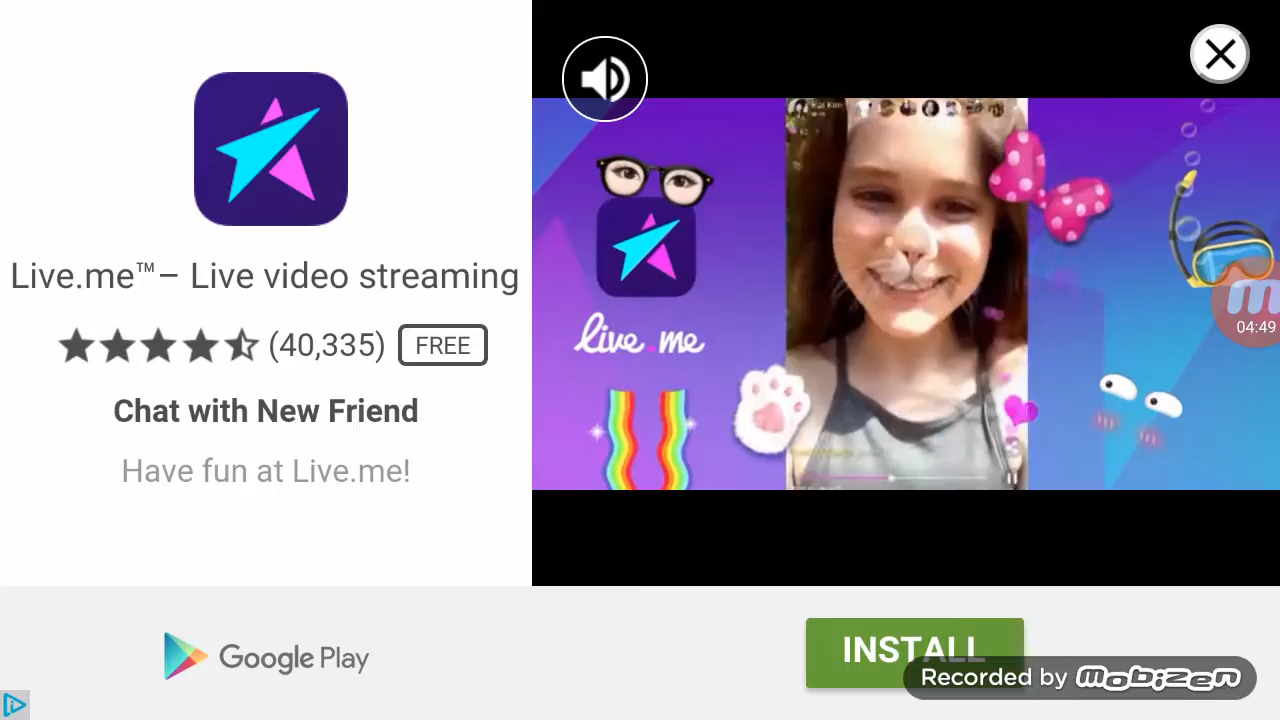 Live.me™– Live video streaming
(40,335) FREE
Chat with New Friend
Have fun at Live.me!
live.me
04:49
Google Play
INSTALL
Recorded by mobizen